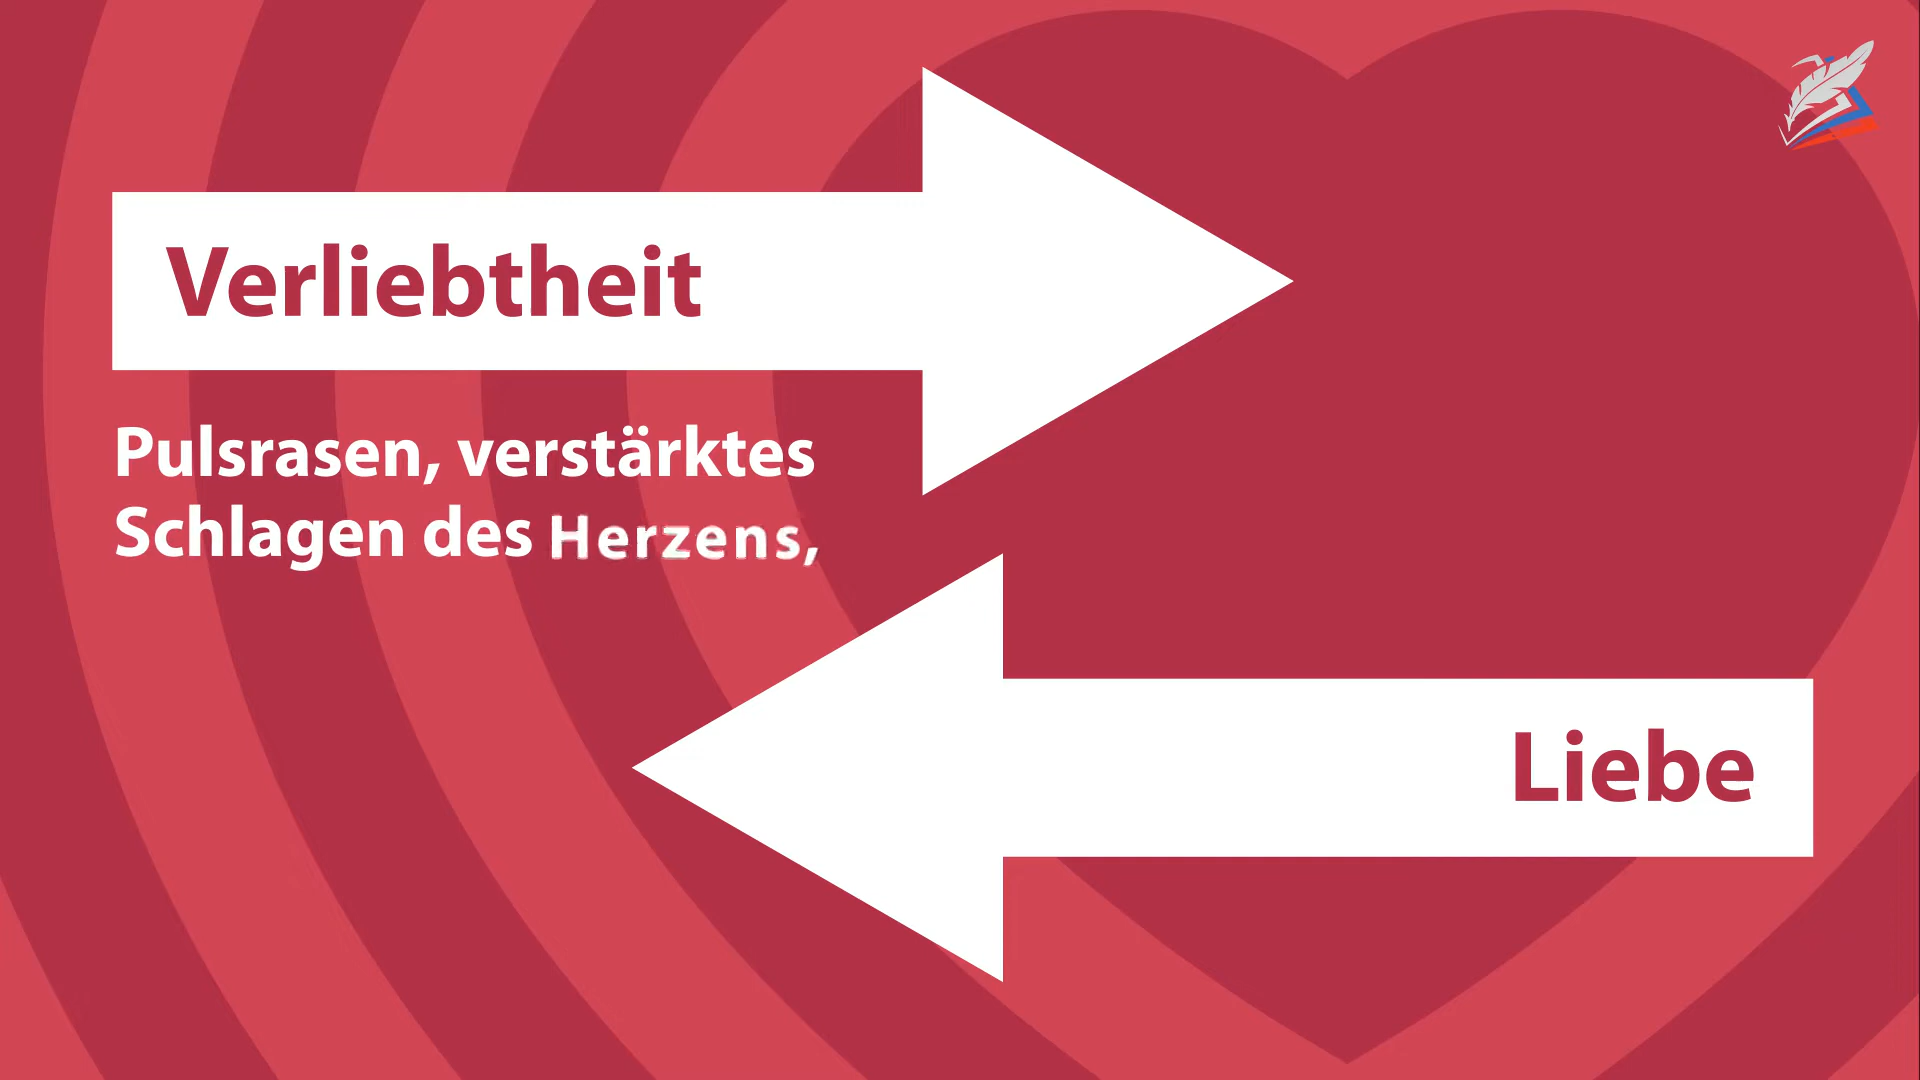 Verliebtheit
Pulsrasen, verstärktes
Schlagen des Herzens,
Liebe